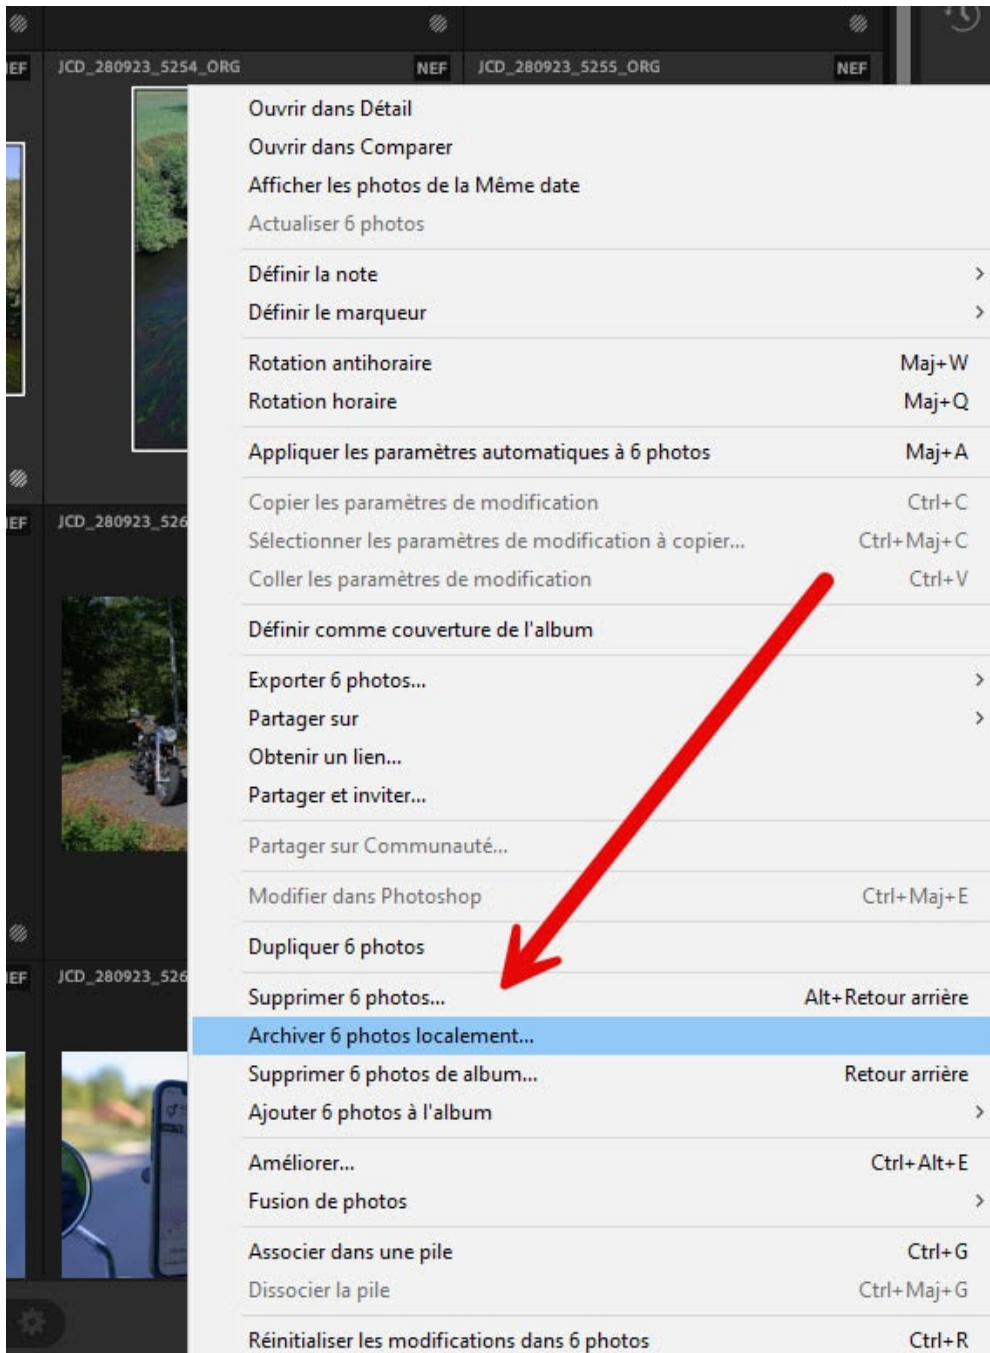 JCD_280923_5254_ORG NEF JCD_280923_5255_ORG NEF
Ouvrir dans Détail
Ouvrir dans Comparer
Afficher les photos de la Même date
Actualiser 6 photos
Définir la note
Définir le marqueur
Rotation antihoraire Maj+W
Rotation horaire Maj+Q
Appliquer les paramètres automatiques à 6 photos Maj+A
Copier les paramètres de modification Ctrl+C
JCD_280923_526
Sélectionner les paramètres de modification à copier... Ctrl+Maj+C
Coller les paramètres de modification Ctrl+V
Définir comme couverture de l'album
Exporter 6 photos...
Partager sur
Obtenir un lien...
Partager et inviter...
Partager sur Communauté...
Modifier dans Photoshop Ctrl+Maj+E
Dupliquer 6 photos
JCD_280923_526
Supprimer 6 photos... Alt+Retour arrière
Archiver 6 photos localement...
Supprimer 6 photos de album... Retour arrière
Ajouter 6 photos à l'album
Améliorer... Ctrl+Alt+E
Fusion de photos
Associer dans une pile Ctrl+G
Dissocier la pile Ctrl+Maj+G
Réinitialiser les modifications dans 6 photos Ctrl+R